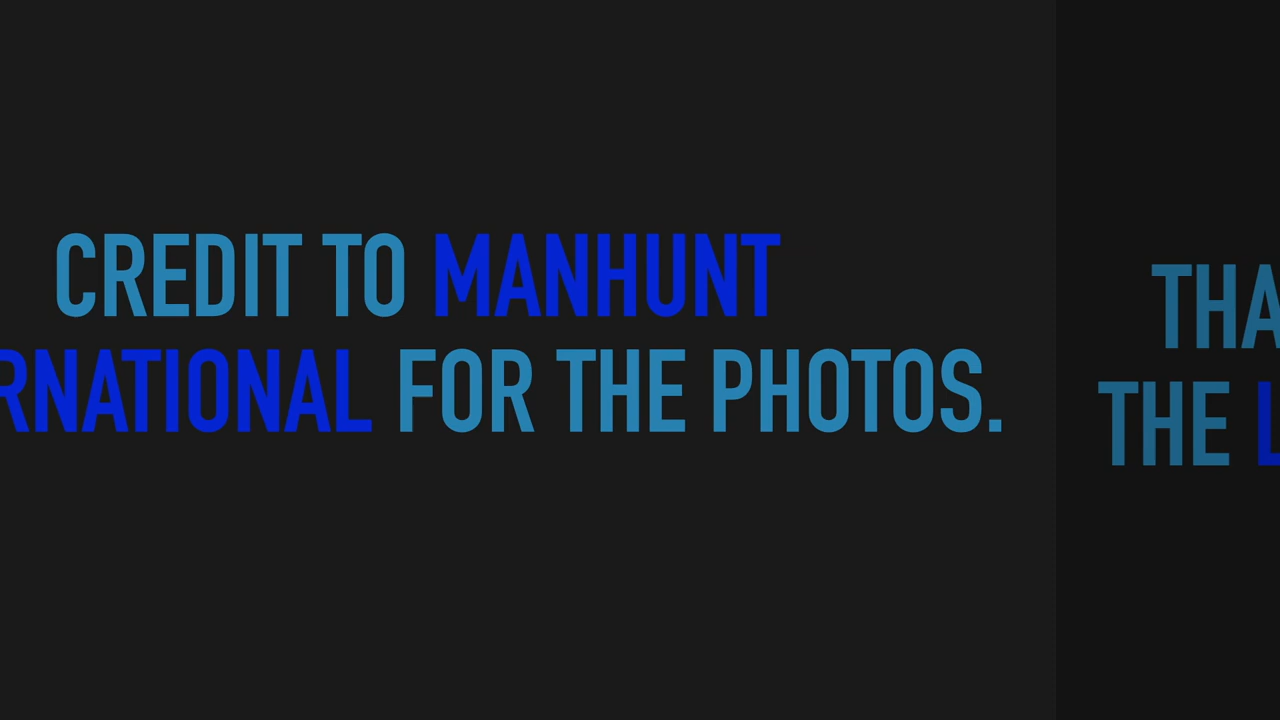 CREDIT TO MANHUNT
RNATIONAL FOR THE PHOTOS.
THA
THE L